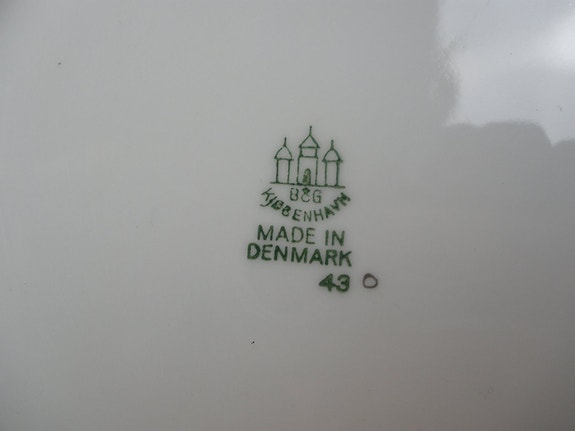 B&G
KJØBENHAVN
MADE IN
DENMARK
43 O